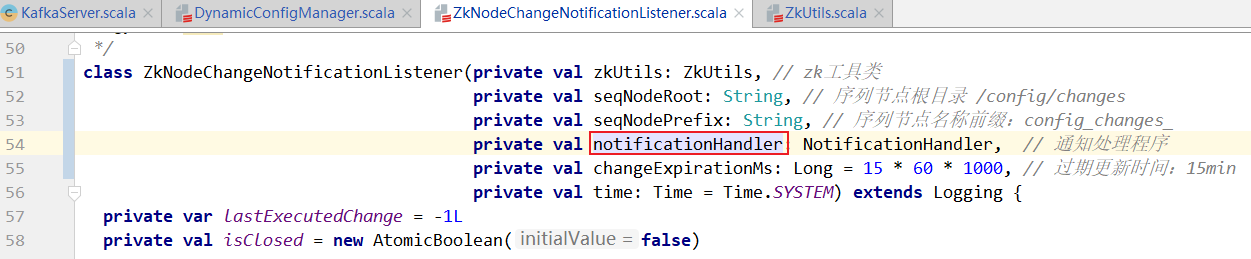 KafkaServer.scala × DynamicConfigManager.scala × ZkNodeChangeNotificationListener.scala × ZkUtils.scala ×
50 */
51 class ZkNodeChangeNotificationListener(private val zkUtils: ZkUtils, // zk工具类
52 private val seqNodeRoot: String, // 序列节点根目录 /config/changes
53 private val seqNodePrefix: String, // 序列节点名称前缀：config_changes_
54 private val notificationHandler: NotificationHandler, // 通知处理程序
55 private val changeExpirationMs: Long = 15 * 60 * 1000, // 过期更新时间：15min
56 private val time: Time = Time.SYSTEM) extends Logging {
57 private var lastExecutedChange = -1L
58 private val isClosed = new AtomicBoolean( initialValue = false)